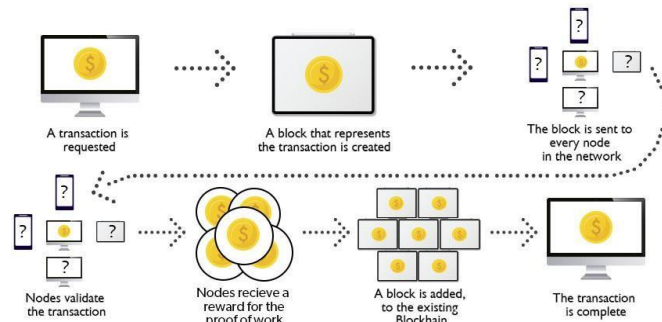 $
$
?
?
$
?
?
A transaction is
requested
A block that represents
the transaction is created
The block is sent to
every node
in the network
?
?
$
?
?
$
$
$
$
$
$
$
$
$
$
$
$
$
Nodes validate
the transaction
Nodes recieve a
reward for the
proof of work
A block is added,
to the existing
Blockchain
The transaction
is complete